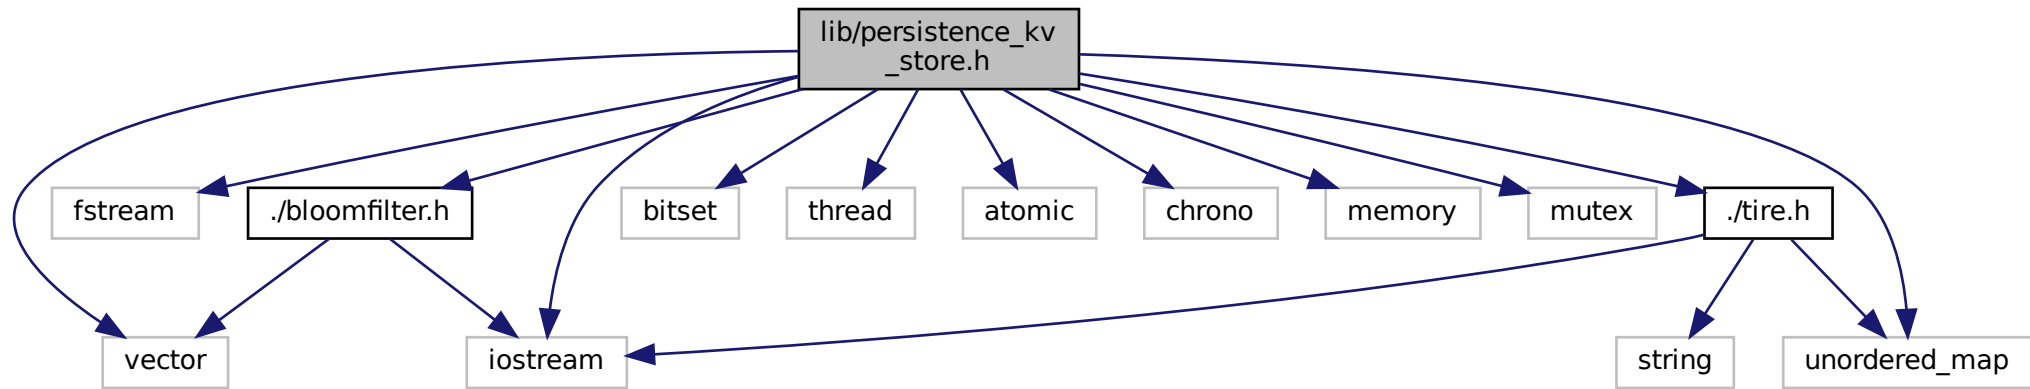 lib/persistence_kv
_store.h
fstream
./bloomfilter.h
bitset
thread
atomic
chrono
memory
mutex
./tire.h
vector
iostream
string
unordered_map